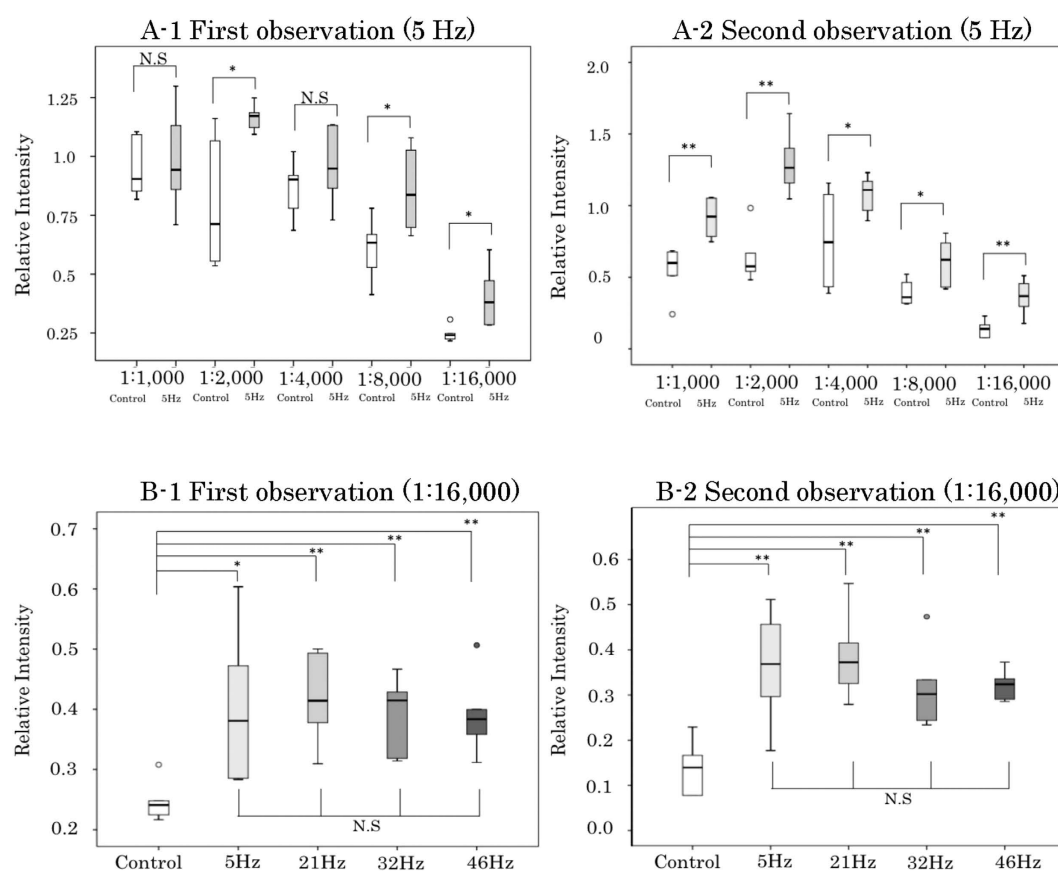 A-1 First observation (5 Hz)
Relative Intensity
1.25
1.0
0.75
0.5
0.25
N.S
*
N.S
*
*
1:1,000 1:2,000 1:4,000 1:8,000 1:16,000
Control 5Hz Control 5Hz Control 5Hz Control 5Hz Control 5Hz
A-2 Second observation (5 Hz)
Relative Intensity
2.0
1.5
1.0
0.5
0
**
**
*
*
**
1:1,000 1:2,000 1:4,000 1:8,000 1:16,000
Control 5Hz Control 5Hz Control 5Hz Control 5Hz Control 5Hz
B-1 First observation (1:16,000)
Relative Intensity
0.7
0.6
0.5
0.4
0.3
0.2
*
**
**
**
N.S
Control 5Hz 21Hz 32Hz 46Hz
B-2 Second observation (1:16,000)
Relative Intensity
0.6
0.5
0.4
0.3
0.2
0.1
0.0
**
**
**
**
N.S
Control 5Hz 21Hz 32Hz 46Hz